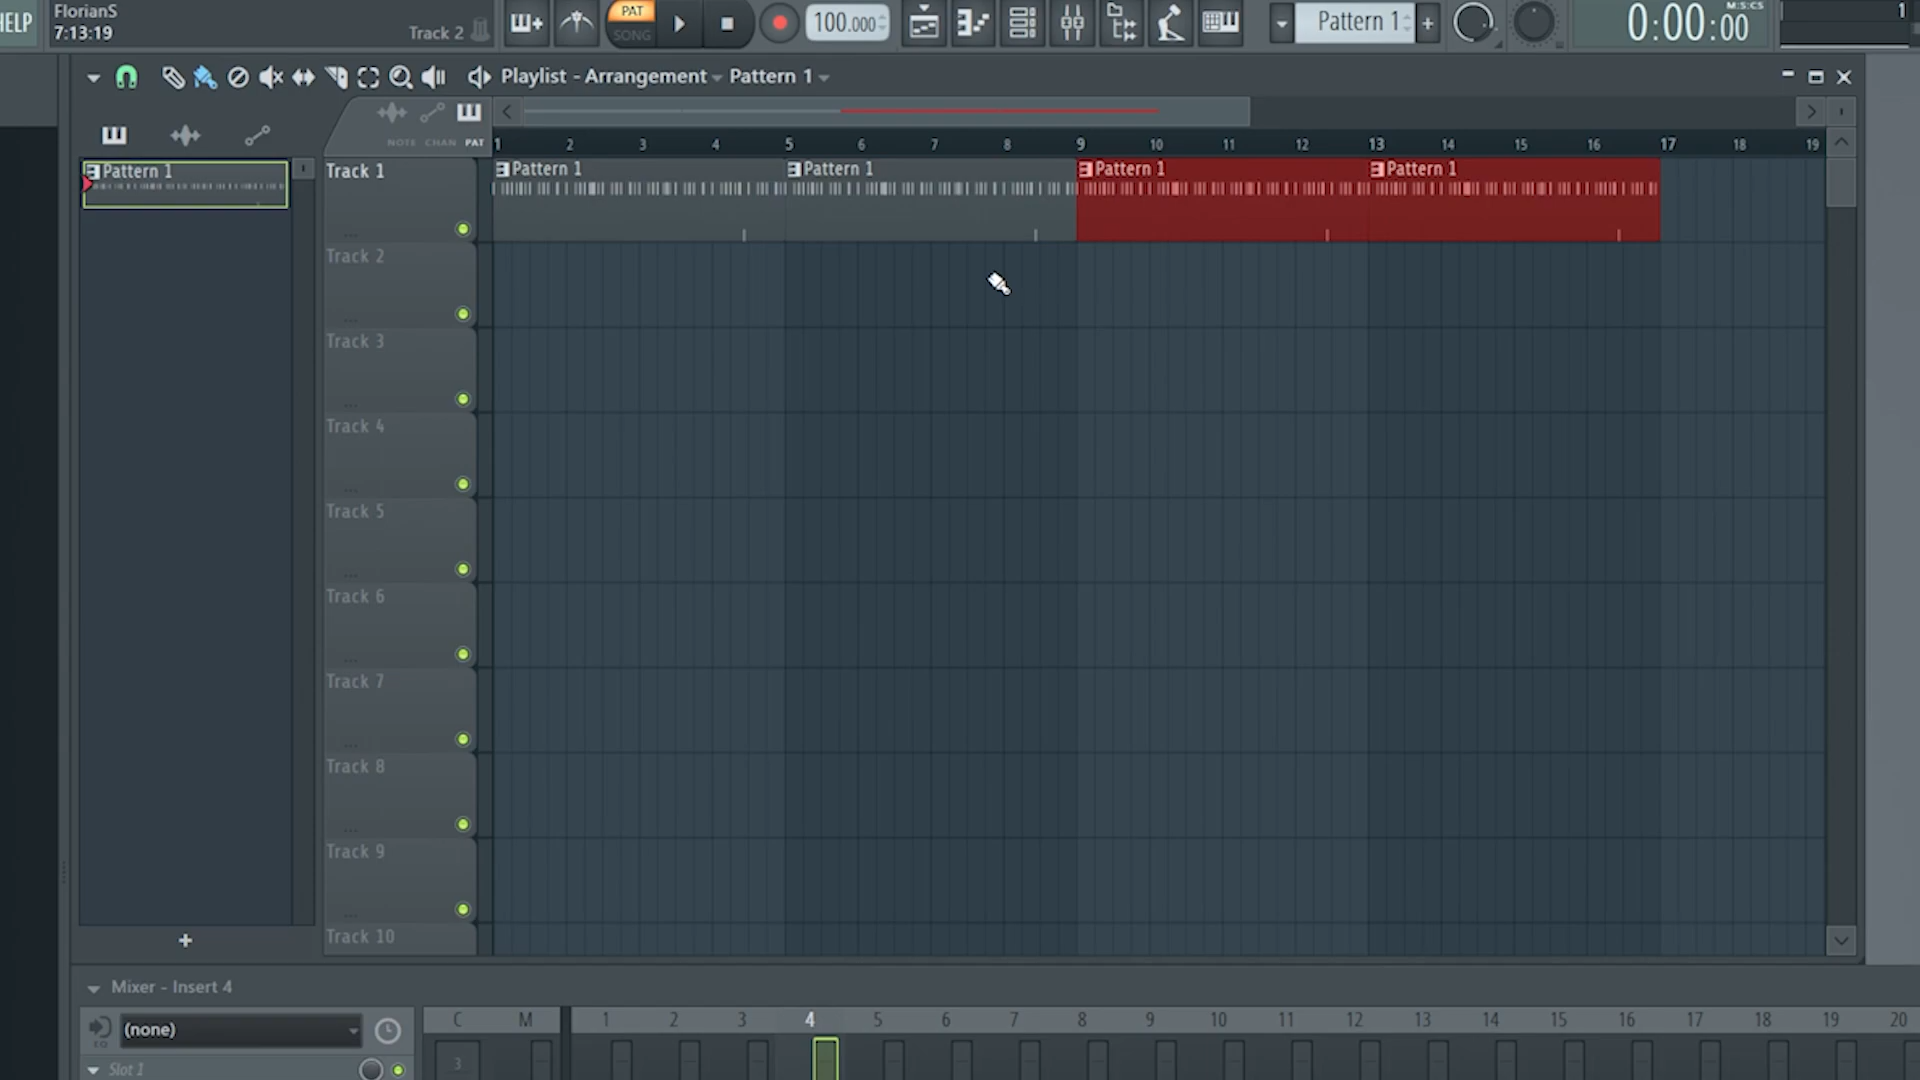 HELP
FlorianS
7:13:19
Track 2
PAT
SONG
100.000
Pattern 1
+
0:00:00
M:S:CS
1
Playlist - Arrangement
Pattern 1
NOTE CHAN PAT
1 2 3 4 5 6 7 8 9 10 11 12 13 14 15 16 17 18 19
Pattern 1
Track 1
Pattern 1
Pattern 1
Pattern 1
Pattern 1
Track 2
Track 3
Track 4
Track 5
Track 6
Track 7
Track 8
Track 9
Track 10
+
Mixer - Insert 4
(none)
C M 1 2 3 4 5 6 7 8 9 10 11 12 13 14 15 16 17 18 19 20
3
Slot 1